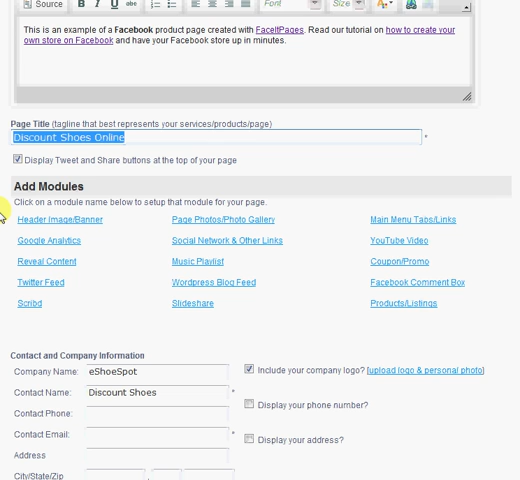 Source B I U abc Font Size A
This is an example of a Facebook product page created with FaceItPages. Read our tutorial on how to create your
own store on Facebook and have your Facebook store up in minutes.
Page Title (tagline that best represents your services/products/page)
Discount Shoes Online *
Display Tweet and Share buttons at the top of your page
Add Modules
Click on a module name below to setup that module for your page.
Header Image/Banner Page Photos/Photo Gallery Main Menu Tabs/Links
Google Analytics Social Network & Other Links YouTube Video
Reveal Content Music Playlist Coupon/Promo
Twitter Feed Wordpress Blog Feed Facebook Comment Box
Scribd Slideshare Products/Listings
Contact and Company Information
Company Name: eShoeSpot Include your company logo? [upload logo & personal photo]
Contact Name: Discount Shoes *
Contact Phone: Display your phone number?
Contact Email: *
Address Display your address?
City/State/Zip ,